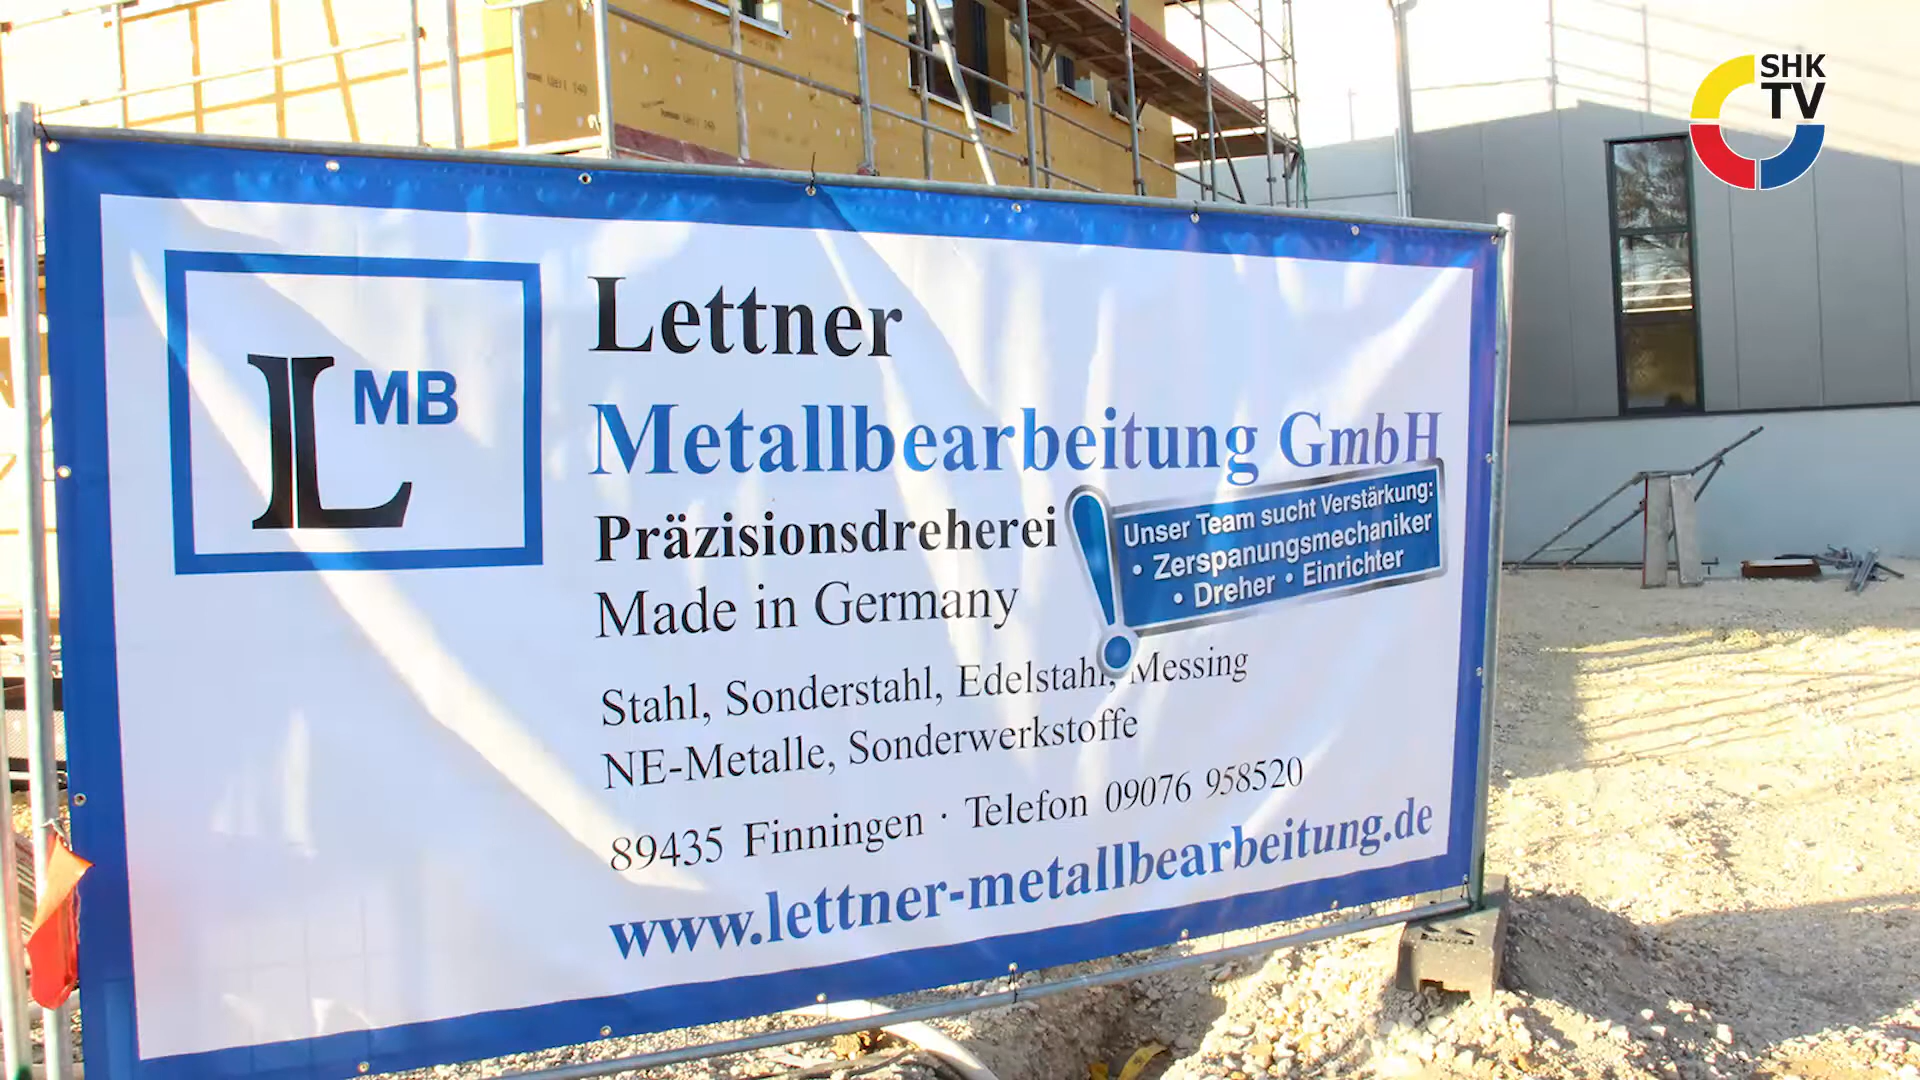 SHK
TV
L MB
Lettner
Metallbearbeitung GmbH
Präzisionsdreherei
Made in Germany
Unser Team sucht Verstärkung:
• Zerspanungsmechaniker
• Dreher • Einrichter
Stahl, Sonderstahl, Edelstahl, Messing
NE-Metalle, Sonderwerkstoffe
89435 Finningen · Telefon 09076 958520
www.lettner-metallbearbeitung.de